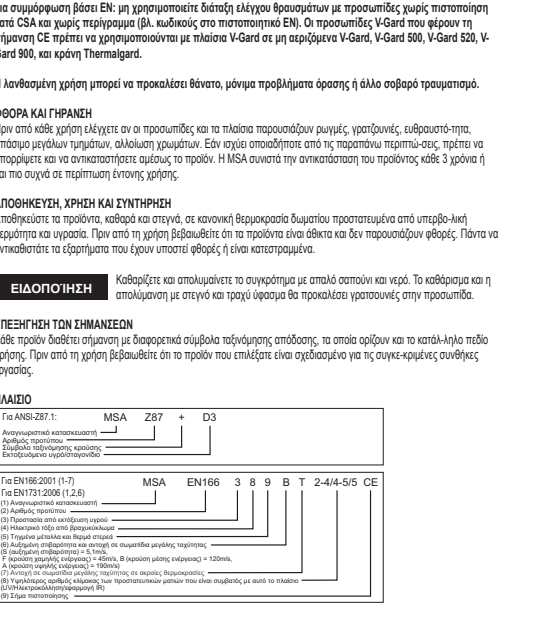 για συμμόρφωση βάσει EN: μη χρησιμοποιείτε διάταξη ελέγχου θραυσμάτων με προσωπίδες χωρίς πιστοποίηση
κατά CSA και χωρίς περίγραμμα (βλ. κωδικούς στο πιστοποιητικό EN). Οι προσωπίδες V-Gard που φέρουν τη
σήμανση CE πρέπει να χρησιμοποιούνται με πλαίσια V-Gard σε μη αεριζόμενα V-Gard, V-Gard 500, V-Gard 520, V-
Gard 900, και κράνη Thermalgard.
Η λανθασμένη χρήση μπορεί να προκαλέσει θάνατο, μόνιμα προβλήματα όρασης ή άλλο σοβαρό τραυματισμό.
ΦΘΟΡΑ ΚΑΙ ΓΗΡΑΝΣΗ
Πριν από κάθε χρήση ελέγχετε αν οι προσωπίδες και τα πλαίσια παρουσιάζουν ρωγμές, γρατζουνιές, ευθραυστό-τητα,
σπάσιμο μεγάλων τμημάτων, αλλοίωση χρωμάτων. Εάν ισχύει οποιαδήποτε από τις παραπάνω περιπτώ-σεις, πρέπει να
απορρίψετε και να αντικαταστήσετε αμέσως το προϊόν. Η MSA συνιστά την αντικατάσταση του προϊόντος κάθε 3 χρόνια ή
και πιο συχνά σε περίπτωση έντονης χρήσης.
ΑΠΟΘΗΚΕΥΣΗ, ΧΡΗΣΗ ΚΑΙ ΣΥΝΤΗΡΗΣΗ
Αποθηκεύστε τα προϊόντα, καθαρά και στεγνά, σε κανονική θερμοκρασία δωματίου προστατευμένα από υπερβο-λική
θερμότητα και υγρασία. Πριν από τη χρήση βεβαιωθείτε ότι τα προϊόντα είναι άθικτα και δεν παρουσιάζουν φθορές. Πάντα να
αντικαθιστάτε τα εξαρτήματα που έχουν υποστεί φθορές ή είναι κατεστραμμένα.
ΕΙΔΟΠΟΊΗΣΗ
Καθαρίζετε και απολυμαίνετε το συγκρότημα με απαλό σαπούνι και νερό. Το καθάρισμα και η
απολύμανση με στεγνό και τραχύ ύφασμα θα προκαλέσει γρατσουνιές στην προσωπίδα.
ΕΠΕΞΗΓΗΣΗ ΤΩΝ ΣΗΜΑΝΣΕΩΝ
Κάθε προϊόν διαθέτει σήμανση με διαφορετικά σύμβολα ταξινόμησης απόδοσης, τα οποία ορίζουν και το κατάλ-ληλο πεδίο
χρήσης. Πριν από τη χρήση βεβαιωθείτε ότι το προϊόν που επιλέξατε είναι σχεδιασμένο για τις συγκε-κριμένες συνθήκες
εργασίας.
ΠΛΑΙΣΙΟ
Για ANSI-Z87.1: MSA Z87 + D3
Αναγνωριστικό κατασκευαστή
Αριθμός προτύπου
Σύμβολο ταξινόμησης κρούσης
Εκτοξευόμενο υγρό/σταγονίδιο
Για EN166:2001 (1-7) MSA EN166 3 8 9 B T 2-4/4-5/5 CE
Για EN1731:2006 (1,2,6)
(1) Αναγνωριστικό κατασκευαστή
(2) Αριθμός προτύπου
(3) Προστασία από εκτόξευση υγρού
(4) Ηλεκτρικό τόξο από βραχυκύκλωμα
(5) Τηγμένα μέταλλα και θερμά στερεά
(6) Αυξημένη στιβαρότητα και αντοχή σε σωματίδια μεγάλης ταχύτητας
(S (αυξημένη στιβαρότητα) = 5,1m/s,
F (κρούση χαμηλής ενέργειας) = 45m/s, B (κρούση μέσης ενέργειας) = 120m/s,
A (κρούση υψηλής ενέργειας) = 190m/s)
(7) Αντοχή σε σωματίδια μεγάλης ταχύτητας σε ακραίες θερμοκρασίες
(8) Υψηλότερος αριθμός κλίμακας των προστατευτικών ματιών που είναι συμβατός με αυτό το πλαίσιο
(UV/Ηλεκτροκόλληση/εφαρμογή IR)
(9) Σήμα πιστοποίησης